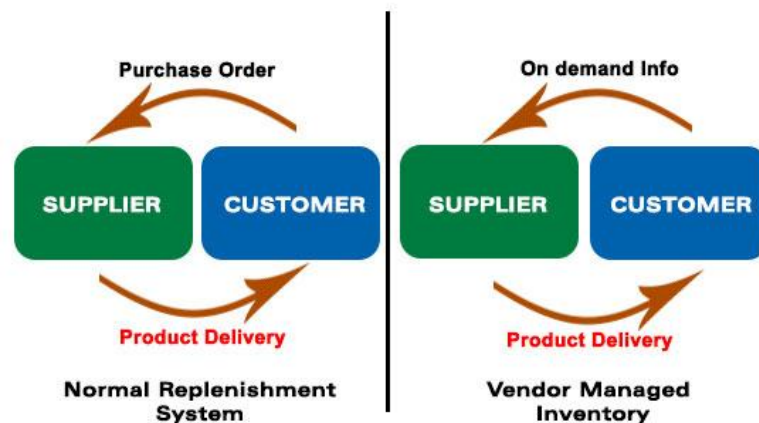 Purchase Order
SUPPLIER
CUSTOMER
Product Delivery
Normal Replenishment
System
On demand Info
SUPPLIER
CUSTOMER
Product Delivery
Vendor Managed
Inventory